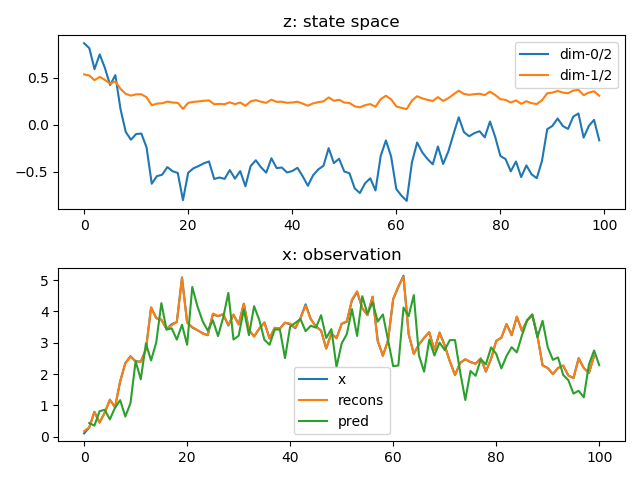 z: state space
dim-0/2
dim-1/2
0.5
0.0
−0.5
0 20 40 60 80 100
x: observation
5
4
3
2
1
0
x
recons
pred
0 20 40 60 80 100